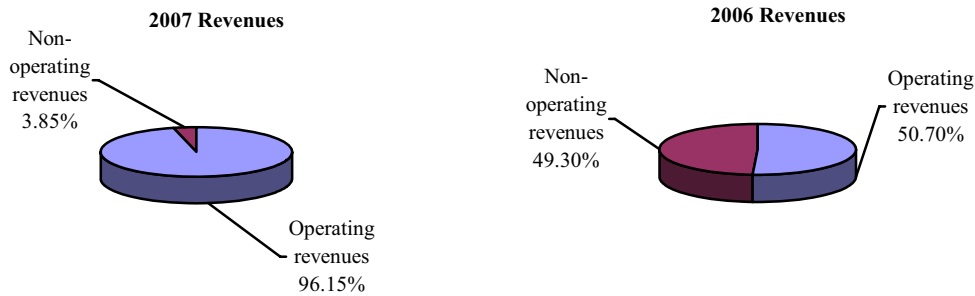 2007 Revenues
Non-
operating
revenues
3.85%
Operating
revenues
96.15%
2006 Revenues
Non-
operating
revenues
49.30%
Operating
revenues
50.70%